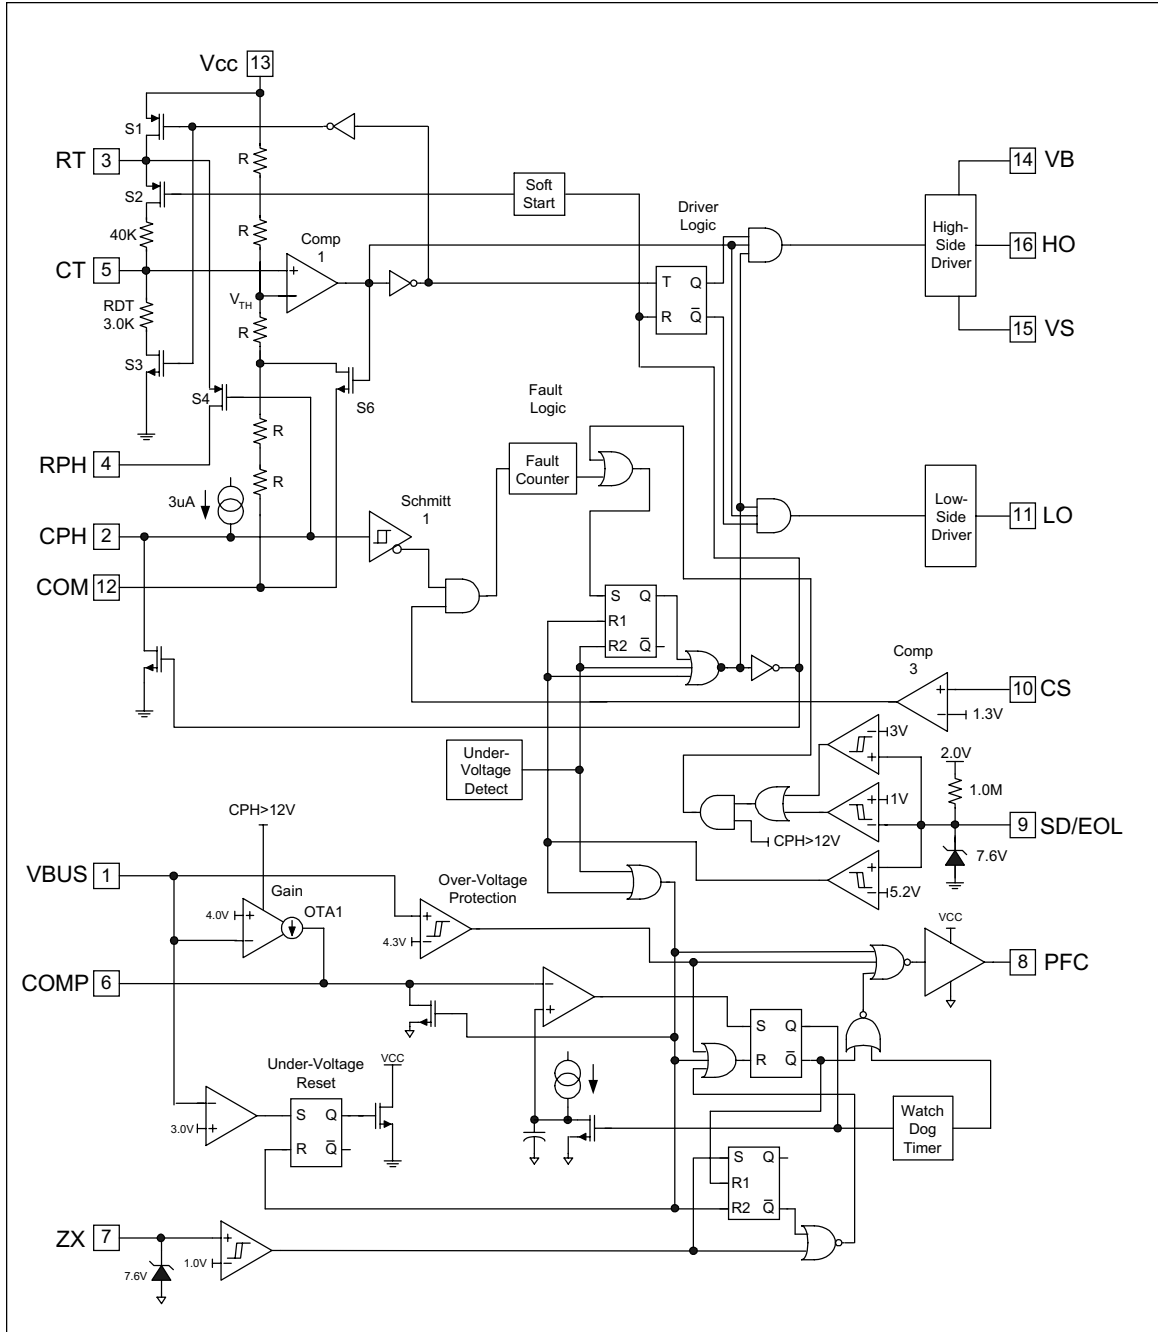 Vcc 13
S1
RT 3
R
14 VB
S2
Soft
Start
Driver
Logic
High-
Side
Driver
40K
R
Comp
1
16 HO
CT 5
+
−
T Q
R Q̅
VTH
RDT
3.0K
R
15 VS
S3
S4
S6
Fault
Logic
R
RPH 4
R
Fault
Counter
3uA
Schmitt
1
Low-
Side
Driver
11 LO
CPH 2
COM 12
S Q
R1
R2 Q̅
Comp
3
+
−
10 CS
1.3V
Under-
Voltage
Detect
3V
−
+
2.0V
1.0M
CPH>12V
+
1V
−
9 SD/EOL
CPH>12V
7.6V
VBUS 1
Gain
Over-Voltage
Protection
+
−
5.2V
4.0V
+
−
OTA1
+
4.3V
−
VCC
COMP 6
8 PFC
−
+
S Q
R Q̅
Under-Voltage
Reset
VCC
−
3.0V
+
S Q
R Q̅
Watch
Dog
Timer
S Q
R1
R2 Q̅
ZX 7
+
1.0V
−
7.6V